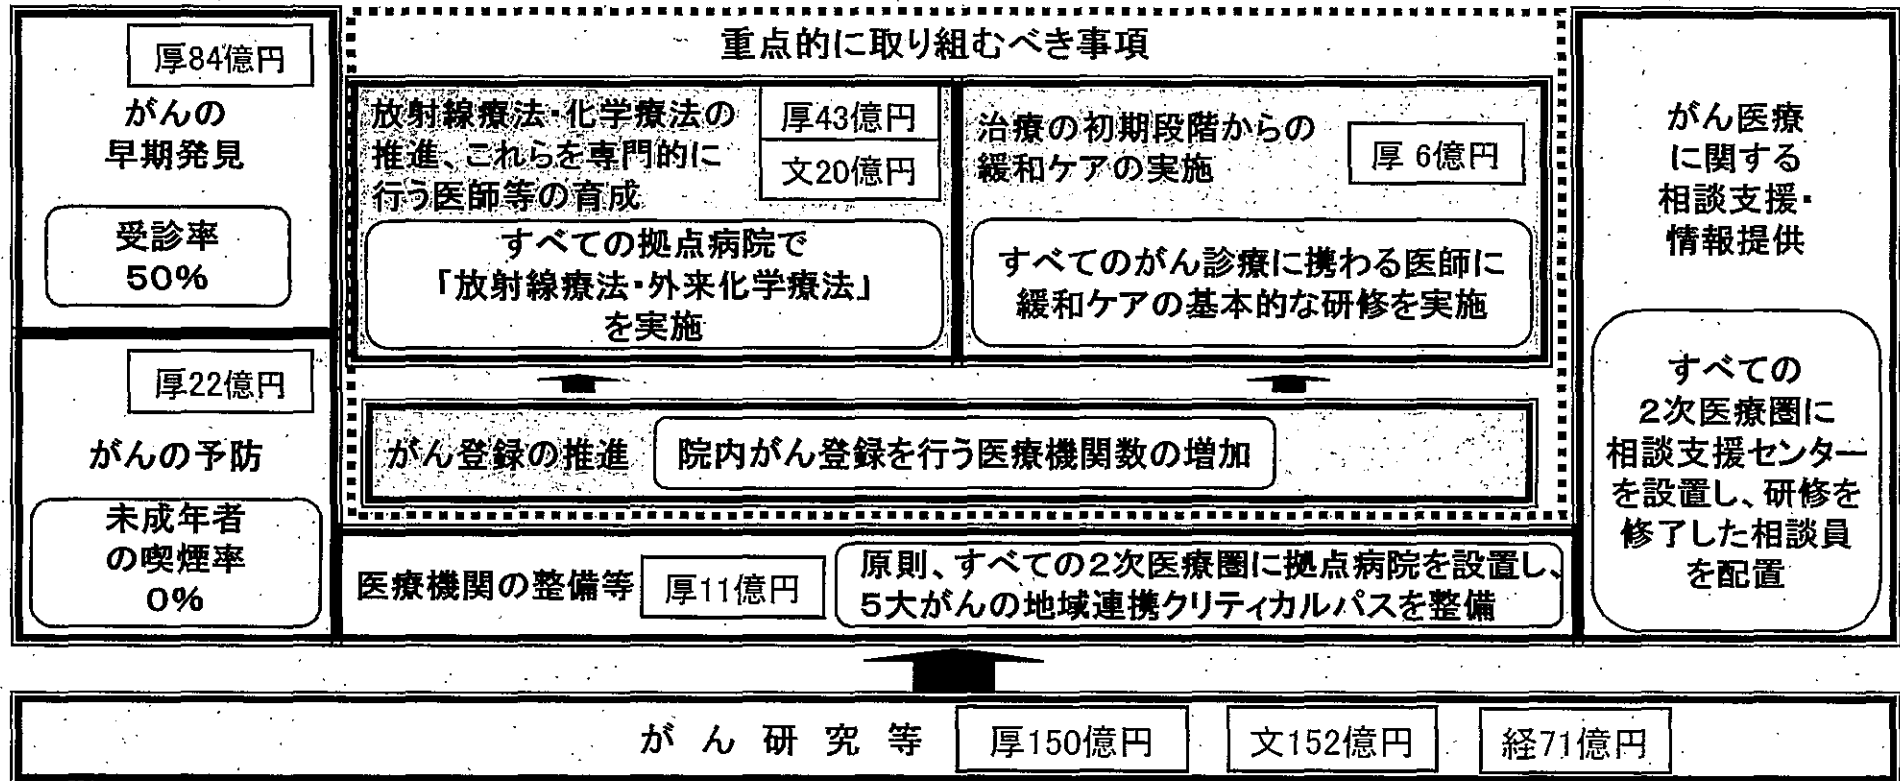 厚84億円
がんの
早期発見
受診率
50%
厚22億円
がんの予防
未成年者
の喫煙率
0%
重点的に取り組むべき事項
放射線療法・化学療法の
推進、これらを専門的に
行う医師等の育成
厚43億円
文20億円
すべての拠点病院で
「放射線療法・外来化学療法」
を実施
治療の初期段階からの
緩和ケアの実施
厚 6億円
すべてのがん診療に携わる医師に
緩和ケアの基本的な研修を実施
がん登録の推進
院内がん登録を行う医療機関数の増加
医療機関の整備等
厚11億円
原則、すべての2次医療圏に拠点病院を設置し、
5大がんの地域連携クリティカルパスを整備
がん医療
に関する
相談支援・
情報提供
すべての
2次医療圏に
相談支援センター
を設置し、研修を
修了した相談員
を配置
がん研究等
厚150億円
文152億円
経71億円